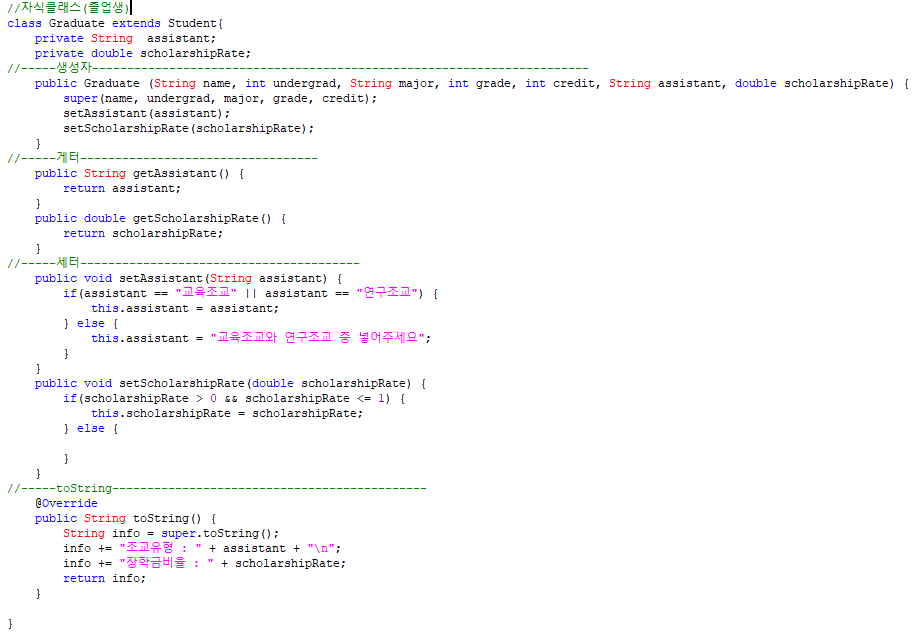 //자식클래스(졸업생)
class Graduate extends Student{
    private String  assistant;
    private double scholarshipRate;
//-----생성자-----------------------------------------------------------------------
    public Graduate (String name, int undergrad, String major, int grade, int credit, String assistant, double scholarshipRate) {
        super(name, undergrad, major, grade, credit);
        setAssistant(assistant);
        setScholarshipRate(scholarshipRate);
    }
//-----게터----------------------------------
    public String getAssistant() {
        return assistant;
    }
    public double getScholarshipRate() {
        return scholarshipRate;
    }
//-----세터----------------------------------------
    public void setAssistant(String assistant) {
        if(assistant == "교육조교" || assistant == "연구조교") {
            this.assistant = assistant;
        } else {
            this.assistant = "교육조교와 연구조교 중 넣어주세요";
        }
    }
    public void setScholarshipRate(double scholarshipRate) {
        if(scholarshipRate > 0 && scholarshipRate <= 1) {
            this.scholarshipRate = scholarshipRate;
        } else {

        }
    }
//-----toString---------------------------------------------
    @Override
    public String toString() {
        String info = super.toString();
        info += "조교유형 : " + assistant + "\n";
        info += "장학금비율 : " + scholarshipRate;
        return info;
    }

}